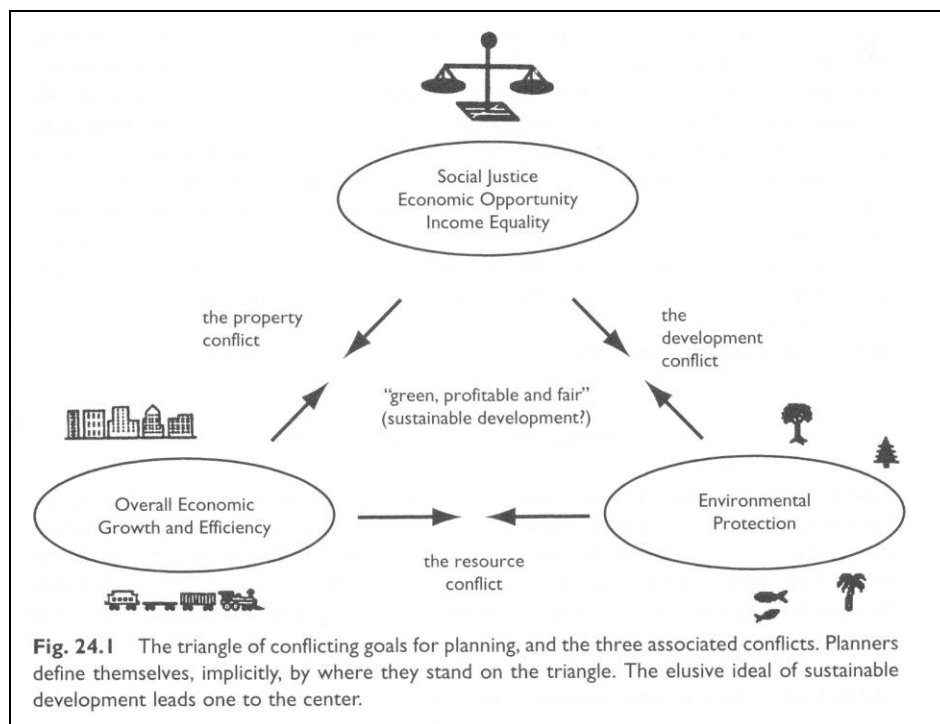 Social Justice
Economic Opportunity
Income Equality
the property
conflict
the
development
conflict
“green, profitable and fair”
(sustainable development?)
Overall Economic
Growth and Efficiency
Environmental
Protection
the resource
conflict
Fig. 24.1 The triangle of conflicting goals for planning, and the three associated conflicts. Planners
define themselves, implicitly, by where they stand on the triangle. The elusive ideal of sustainable
development leads one to the center.